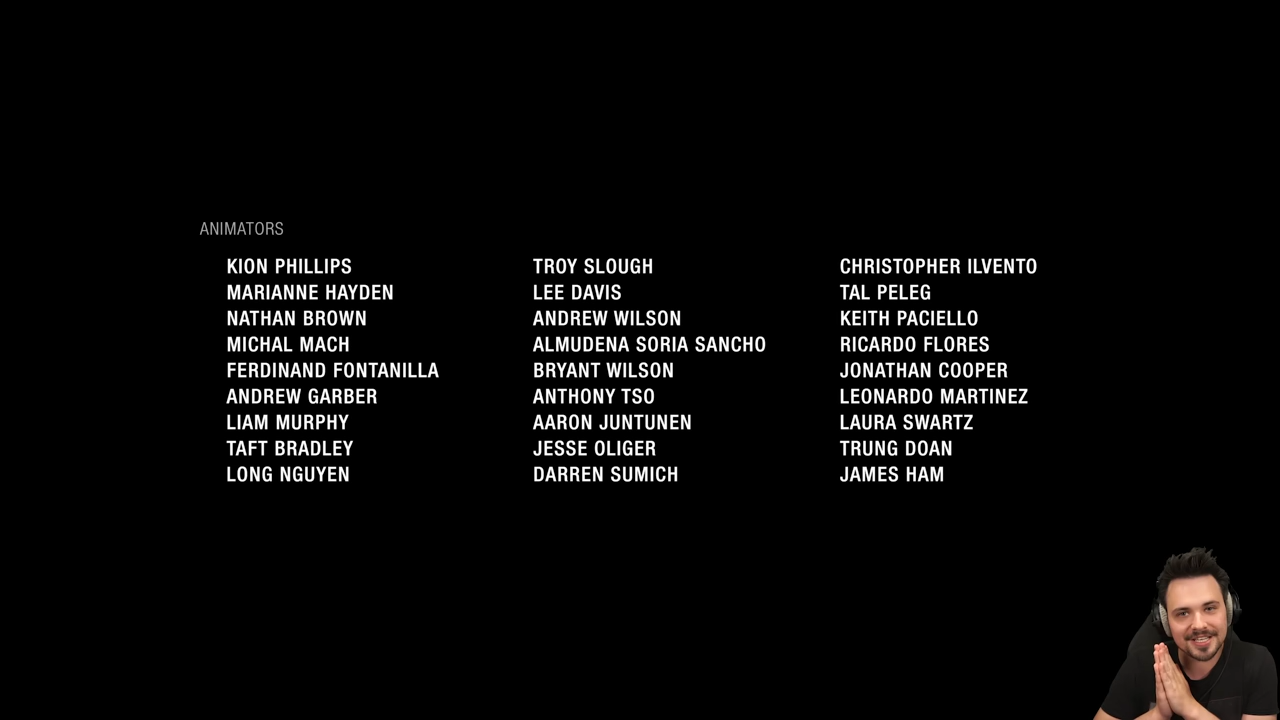 ANIMATORS
KION PHILLIPS
MARIANNE HAYDEN
NATHAN BROWN
MICHAL MACH
FERDINAND FONTANILLA
ANDREW GARBER
LIAM MURPHY
TAFT BRADLEY
LONG NGUYEN
TROY SLOUGH
LEE DAVIS
ANDREW WILSON
ALMUDENA SORIA SANCHO
BRYANT WILSON
ANTHONY TSO
AARON JUNTUNEN
JESSE OLIGER
DARREN SUMICH
CHRISTOPHER ILVENTO
TAL PELEG
KEITH PACIELLO
RICARDO FLORES
JONATHAN COOPER
LEONARDO MARTINEZ
LAURA SWARTZ
TRUNG DOAN
JAMES HAM